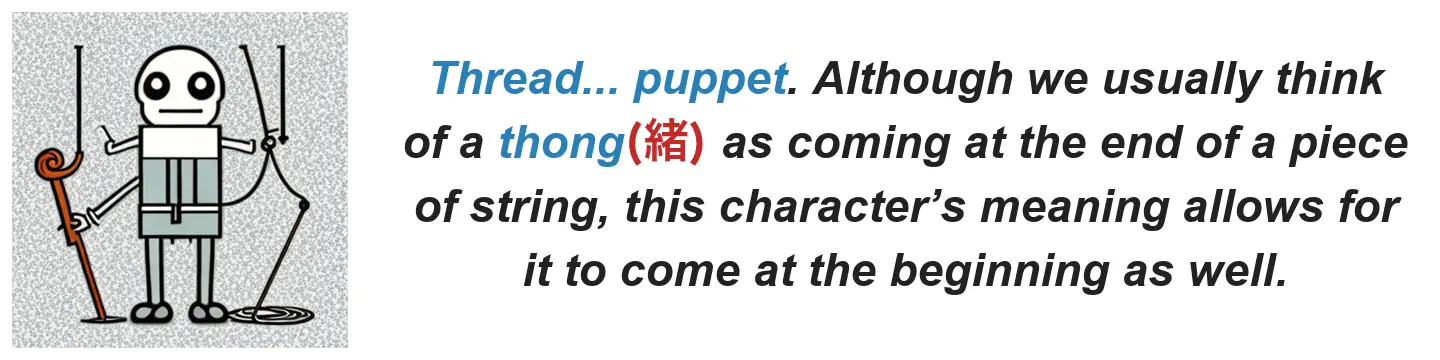 Thread... puppet. Although we usually think
of a thong(緒) as coming at the end of a piece
of string, this character’s meaning allows for
it to come at the beginning as well.